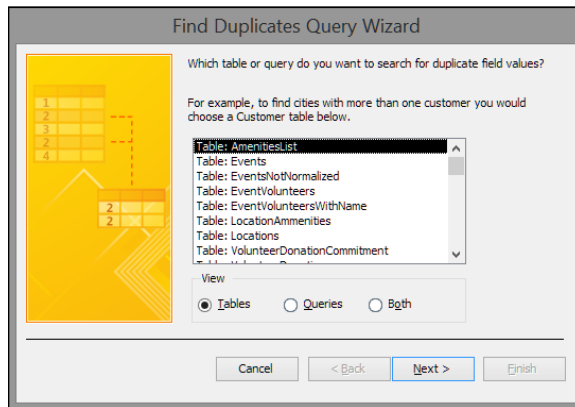 Find Duplicates Query Wizard
Which table or query do you want to search for duplicate field values?
For example, to find cities with more than one customer you would
choose a Customer table below.
1
2
3
2
4
2
2
Table: AmenitiesList
Table: Events
Table: EventsNotNormalized
Table: EventVolunteers
Table: EventVolunteersWithName
Table: LocationAmmenities
Table: Locations
Table: VolunteerDonationCommitment
View
Tables
Queries
Both
Cancel
< Back
Next >
Finish